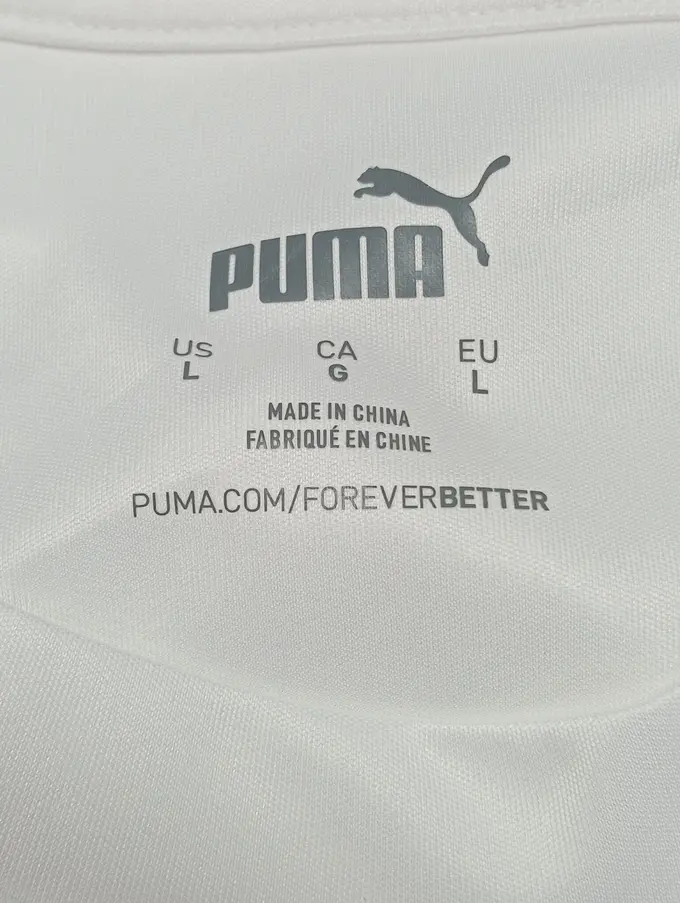 PUMA
US CA EU
L G L
MADE IN CHINA
FABRIQUÉ EN CHINE
PUMA.COM/FOREVERBETTER